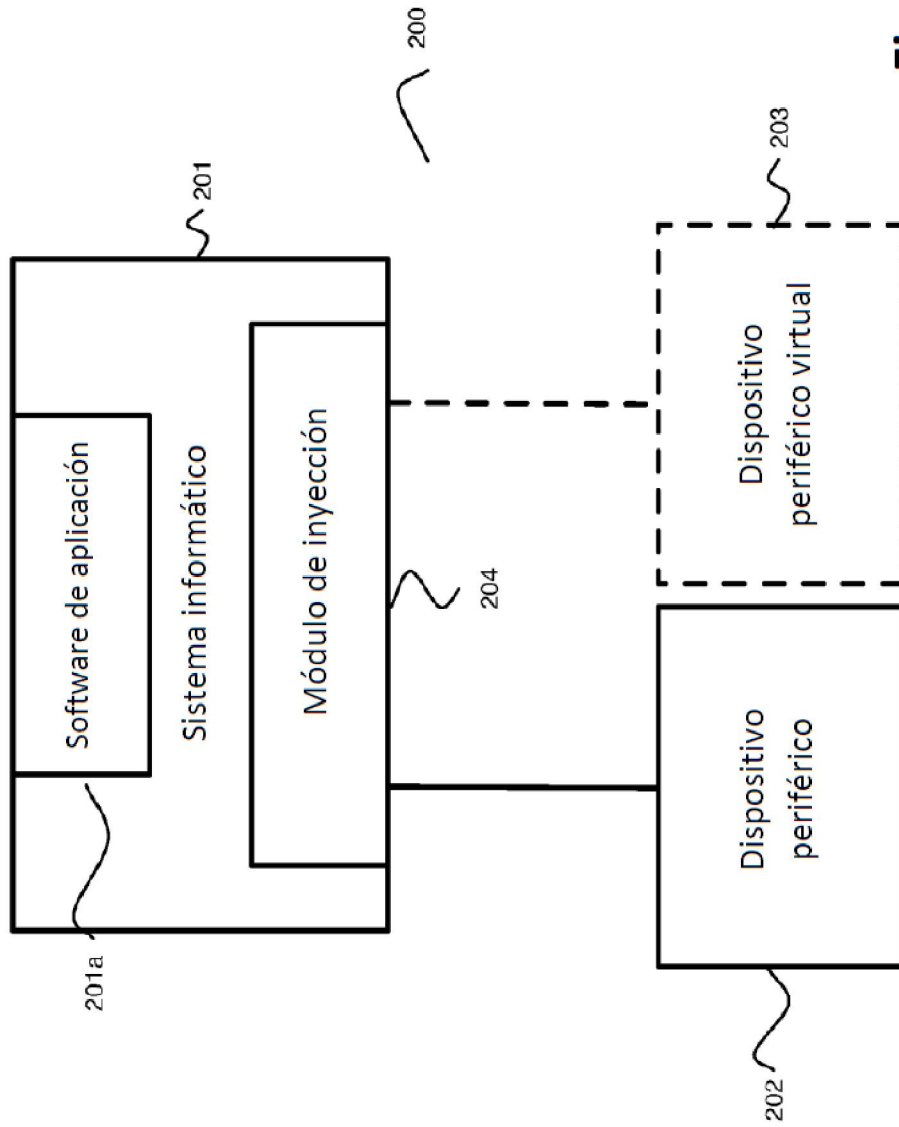 201
Software de aplicación
201a
Sistema informático
Módulo de inyección
204
200
203
Dispositivo
periférico
202
Dispositivo
periférico virtual